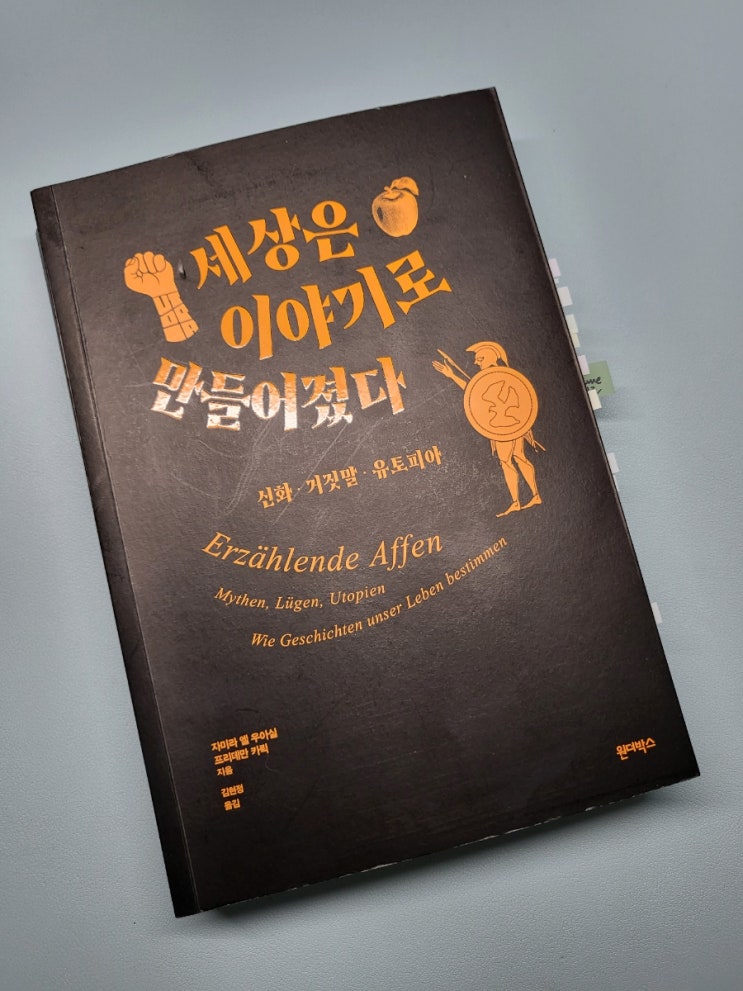 세상은
이야기로
만들어졌다
신화·거짓말·유토피아
Erzählende Affen
Mythen, Lügen, Utopien
Wie Geschichten unser Leben bestimmen
자미라 엘 우아실
프리데만 카릭
지음
김현정
옮김
원더박스